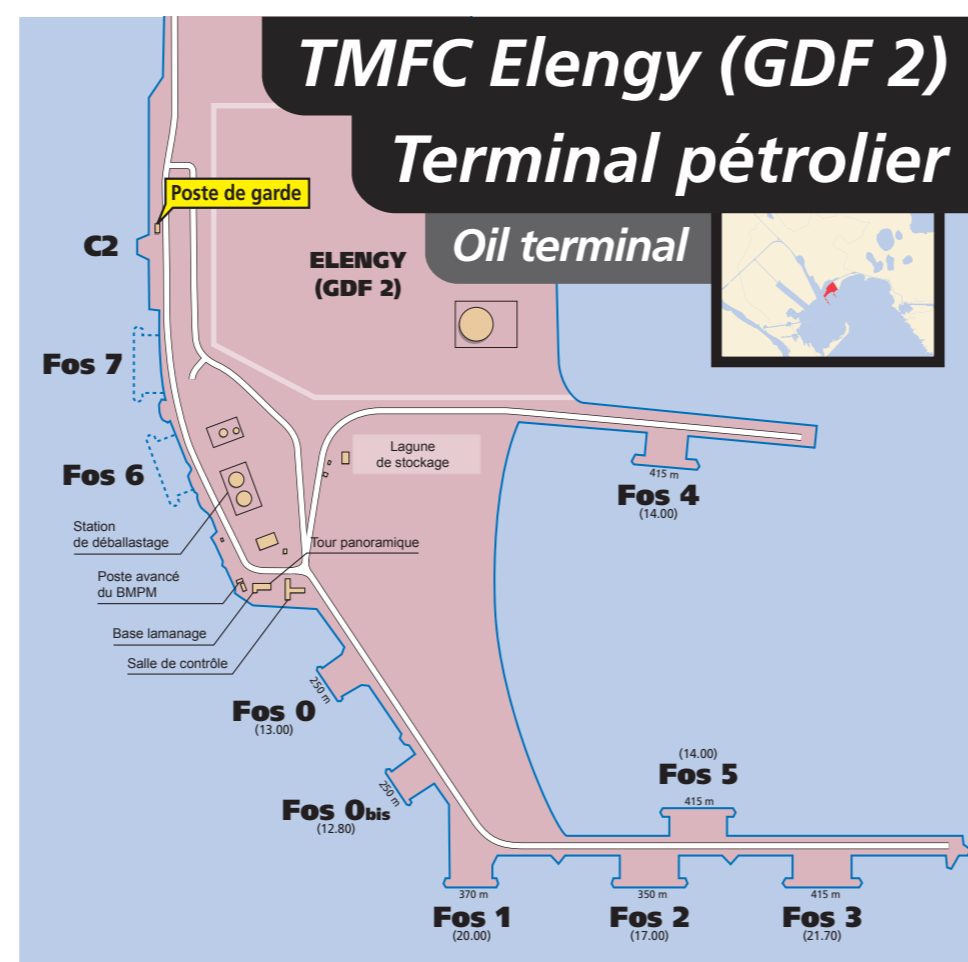 TMFC Elengy (GDF 2)
Terminal pétrolier
Oil terminal
Poste de garde
C2
ELENGY
(GDF 2)
Fos 7
Lagune
de stockage
Fos 6
415 m
Fos 4
(14.00)
Station
de déballastage
Tour panoramique
Poste avancé
du BMPM
Base lamanage
Salle de contrôle
250 m
Fos 0
(13.00)
(14.00)
Fos 5
415 m
250 m
Fos 0bis
(12.80)
370 m
Fos 1
(20.00)
350 m
Fos 2
(17.00)
415 m
Fos 3
(21.70)